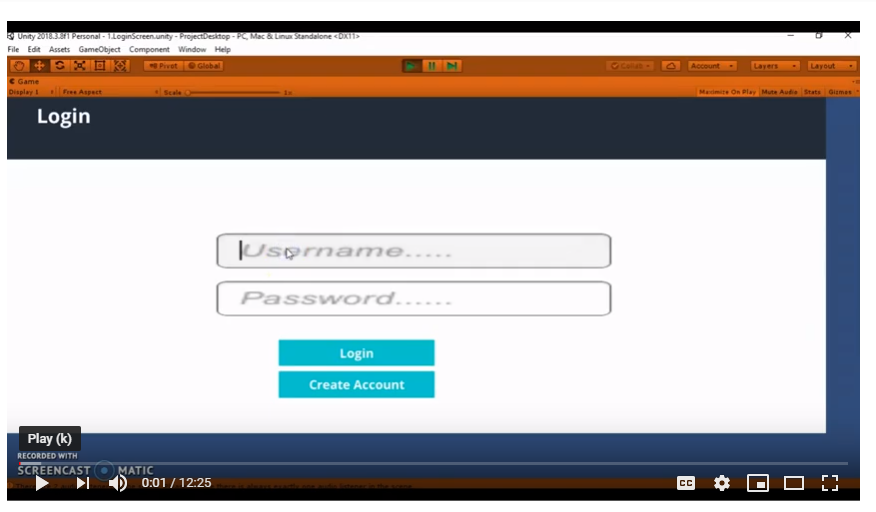 Unity 2018.3.8f1 Personal - 1.LoginScreen.unity - ProjectDesktop - PC, Mac & Linux Standalone <DX11>
File Edit Assets GameObject Component Window Help
Pivot Global Collab Account Layers Layout
Game
Display 1 Free Aspect Scale 1x Maximize On Play Mute Audio Stats Gizmos
Login
Username.....
Password......
Login
Create Account
Play (k)
RECORDED WITH
SCREENCAST MATIC
0:01 / 12:25 CC